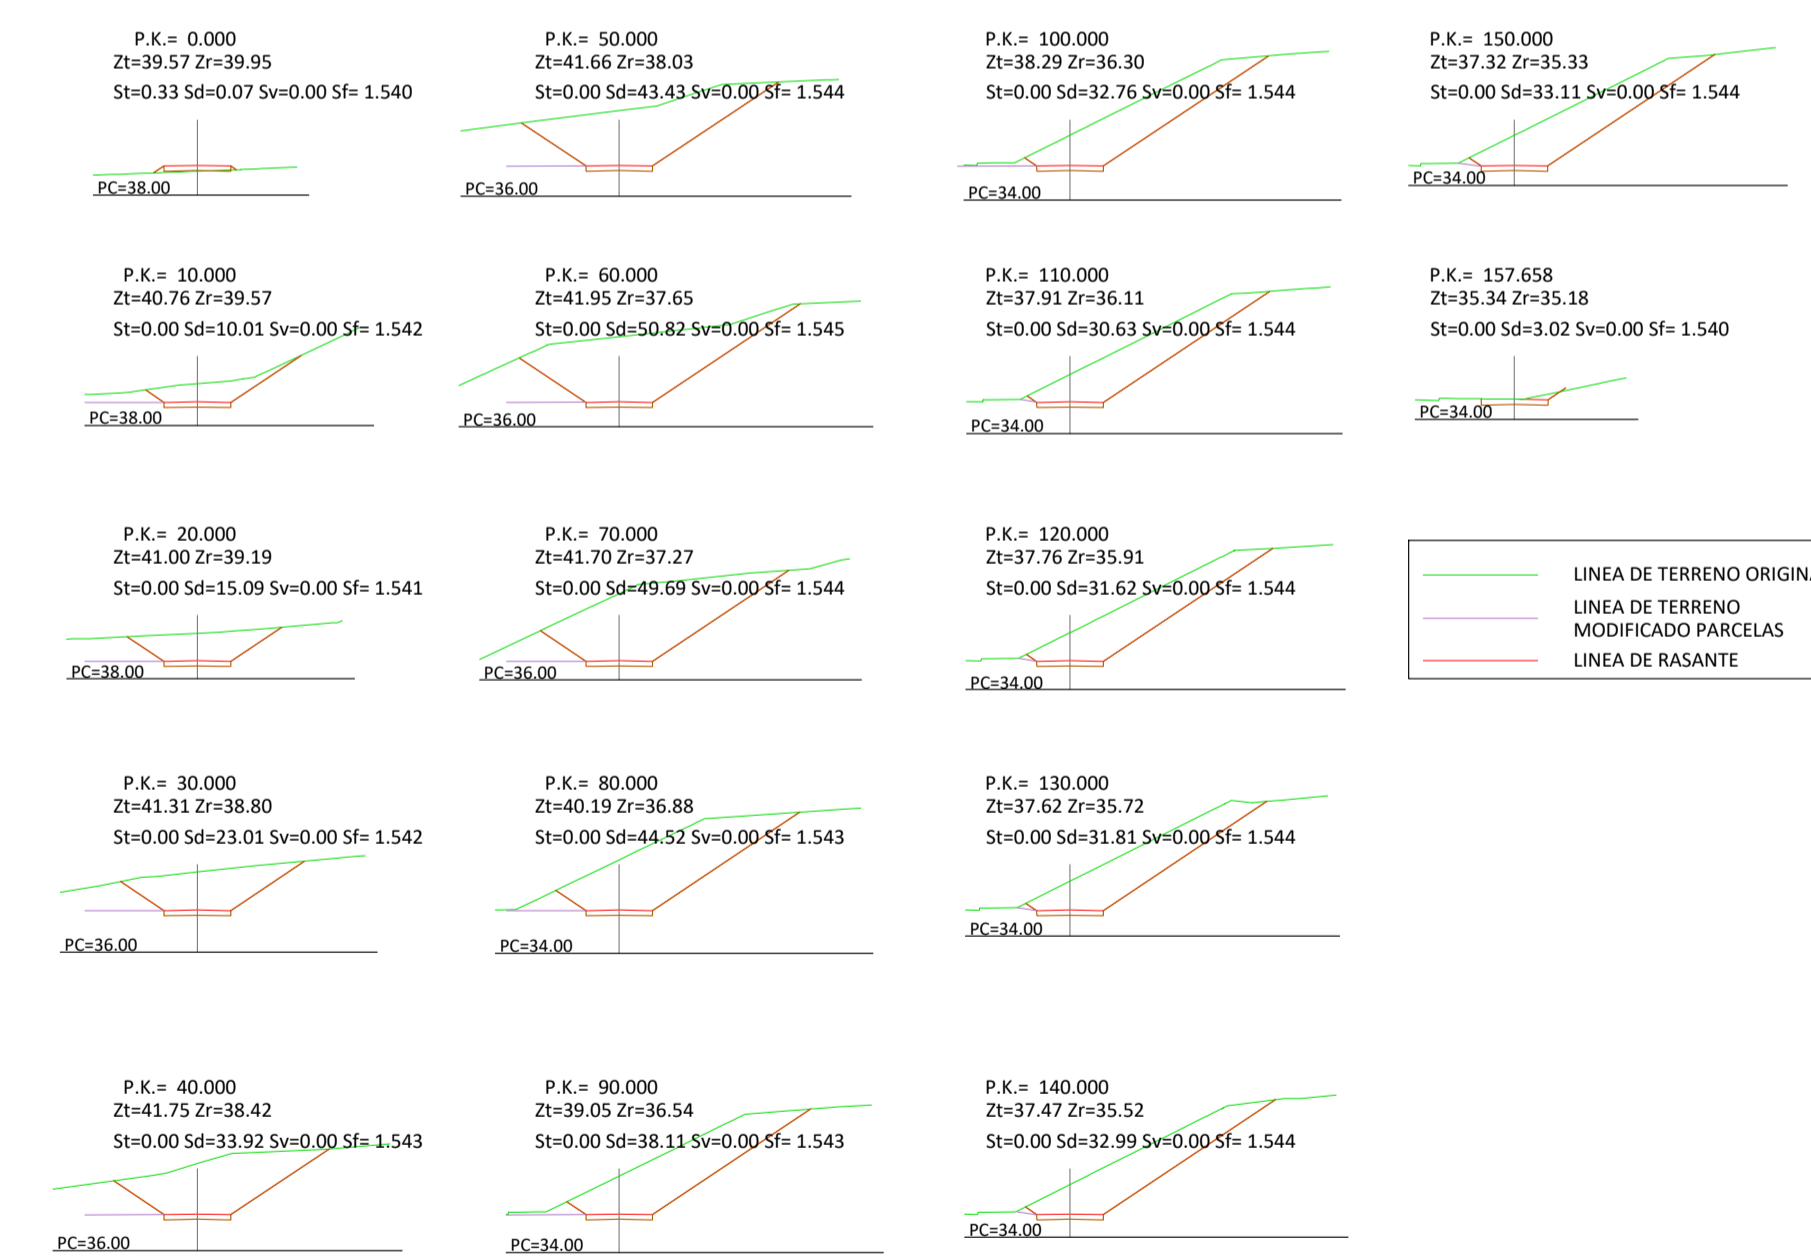 P.K.= 0.000
Zt=39.57 Zr=39.95
St=0.33 Sd=0.07 Sv=0.00 Sf= 1.540
PC=38.00
P.K.= 10.000
Zt=40.76 Zr=39.57
St=0.00 Sd=10.01 Sv=0.00 Sf= 1.542
PC=38.00
P.K.= 20.000
Zt=41.00 Zr=39.19
St=0.00 Sd=15.09 Sv=0.00 Sf= 1.541
PC=38.00
P.K.= 30.000
Zt=41.31 Zr=38.80
St=0.00 Sd=23.01 Sv=0.00 Sf= 1.542
PC=36.00
P.K.= 40.000
Zt=41.75 Zr=38.42
St=0.00 Sd=33.92 Sv=0.00 Sf= 1.543
PC=36.00
P.K.= 50.000
Zt=41.66 Zr=38.03
St=0.00 Sd=43.43 Sv=0.00 Sf= 1.544
PC=36.00
P.K.= 60.000
Zt=41.95 Zr=37.65
St=0.00 Sd=50.82 Sv=0.00 Sf= 1.545
PC=36.00
P.K.= 70.000
Zt=41.70 Zr=37.27
St=0.00 Sd=49.69 Sv=0.00 Sf= 1.544
PC=36.00
P.K.= 80.000
Zt=40.19 Zr=36.88
St=0.00 Sd=44.52 Sv=0.00 Sf= 1.543
PC=34.00
P.K.= 90.000
Zt=39.05 Zr=36.54
St=0.00 Sd=38.11 Sv=0.00 Sf= 1.543
PC=34.00
P.K.= 100.000
Zt=38.29 Zr=36.30
St=0.00 Sd=32.76 Sv=0.00 Sf= 1.544
PC=34.00
P.K.= 110.000
Zt=37.91 Zr=36.11
St=0.00 Sd=30.63 Sv=0.00 Sf= 1.544
PC=34.00
P.K.= 120.000
Zt=37.76 Zr=35.91
St=0.00 Sd=31.62 Sv=0.00 Sf= 1.544
PC=34.00
P.K.= 130.000
Zt=37.62 Zr=35.72
St=0.00 Sd=31.81 Sv=0.00 Sf= 1.544
PC=34.00
P.K.= 140.000
Zt=37.47 Zr=35.52
St=0.00 Sd=32.99 Sv=0.00 Sf= 1.544
PC=34.00
P.K.= 150.000
Zt=37.32 Zr=35.33
St=0.00 Sd=33.11 Sv=0.00 Sf= 1.544
PC=34.00
P.K.= 157.658
Zt=35.34 Zr=35.18
St=0.00 Sd=3.02 Sv=0.00 Sf= 1.540
PC=34.00
LINEA DE TERRENO ORIGINA
LINEA DE TERRENO
MODIFICADO PARCELAS
LINEA DE RASANTE